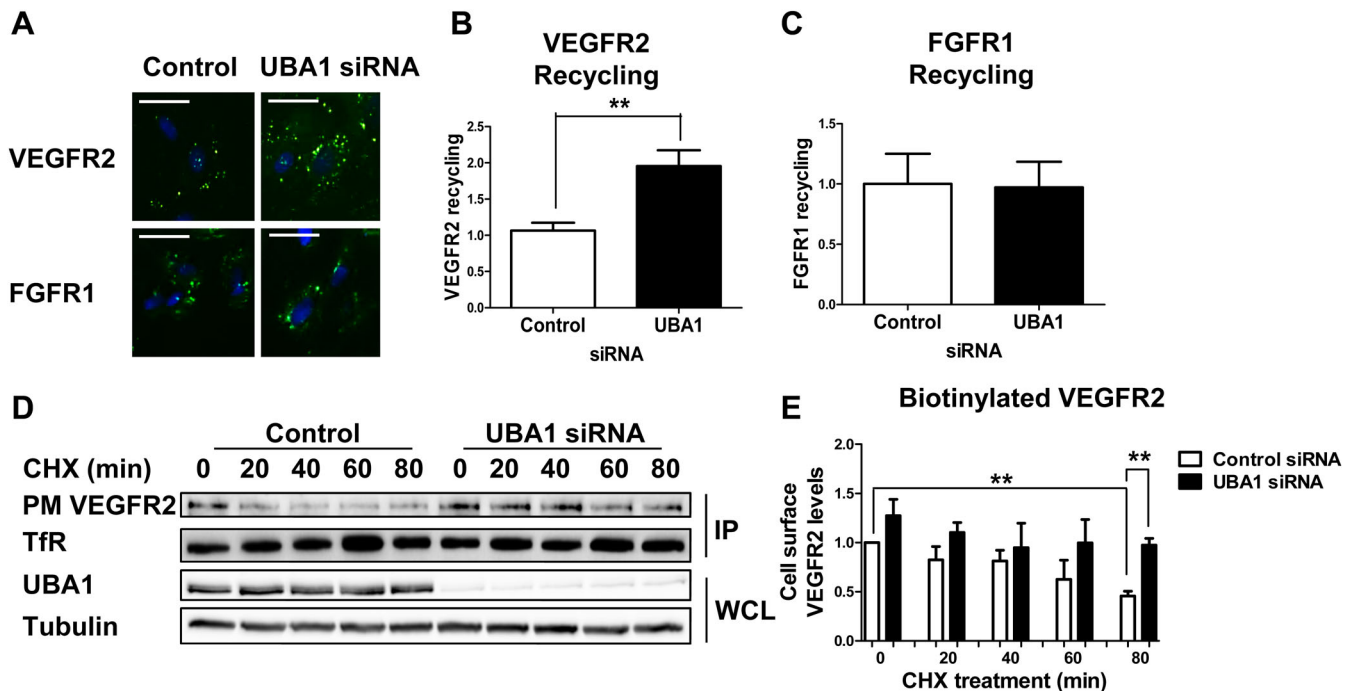 A
Control UBA1 siRNA
VEGFR2
FGFR1
B
VEGFR2
Recycling
**
VEGFR2 recycling
2.5
2.0
1.5
1.0
0.5
0.0
Control UBA1
siRNA
C
FGFR1
Recycling
FGFR1 recycling
1.5
1.0
0.5
0.0
Control UBA1
siRNA
D
Control UBA1 siRNA
CHX (min) 0 20 40 60 80 0 20 40 60 80
PM VEGFR2
TfR
IP
UBA1
Tubulin
WCL
E
Biotinylated VEGFR2
Cell surface
VEGFR2 levels
2.0
1.5
1.0
0.5
0.0
**
**
Control siRNA
UBA1 siRNA
0 20 40 60 80
CHX treatment (min)